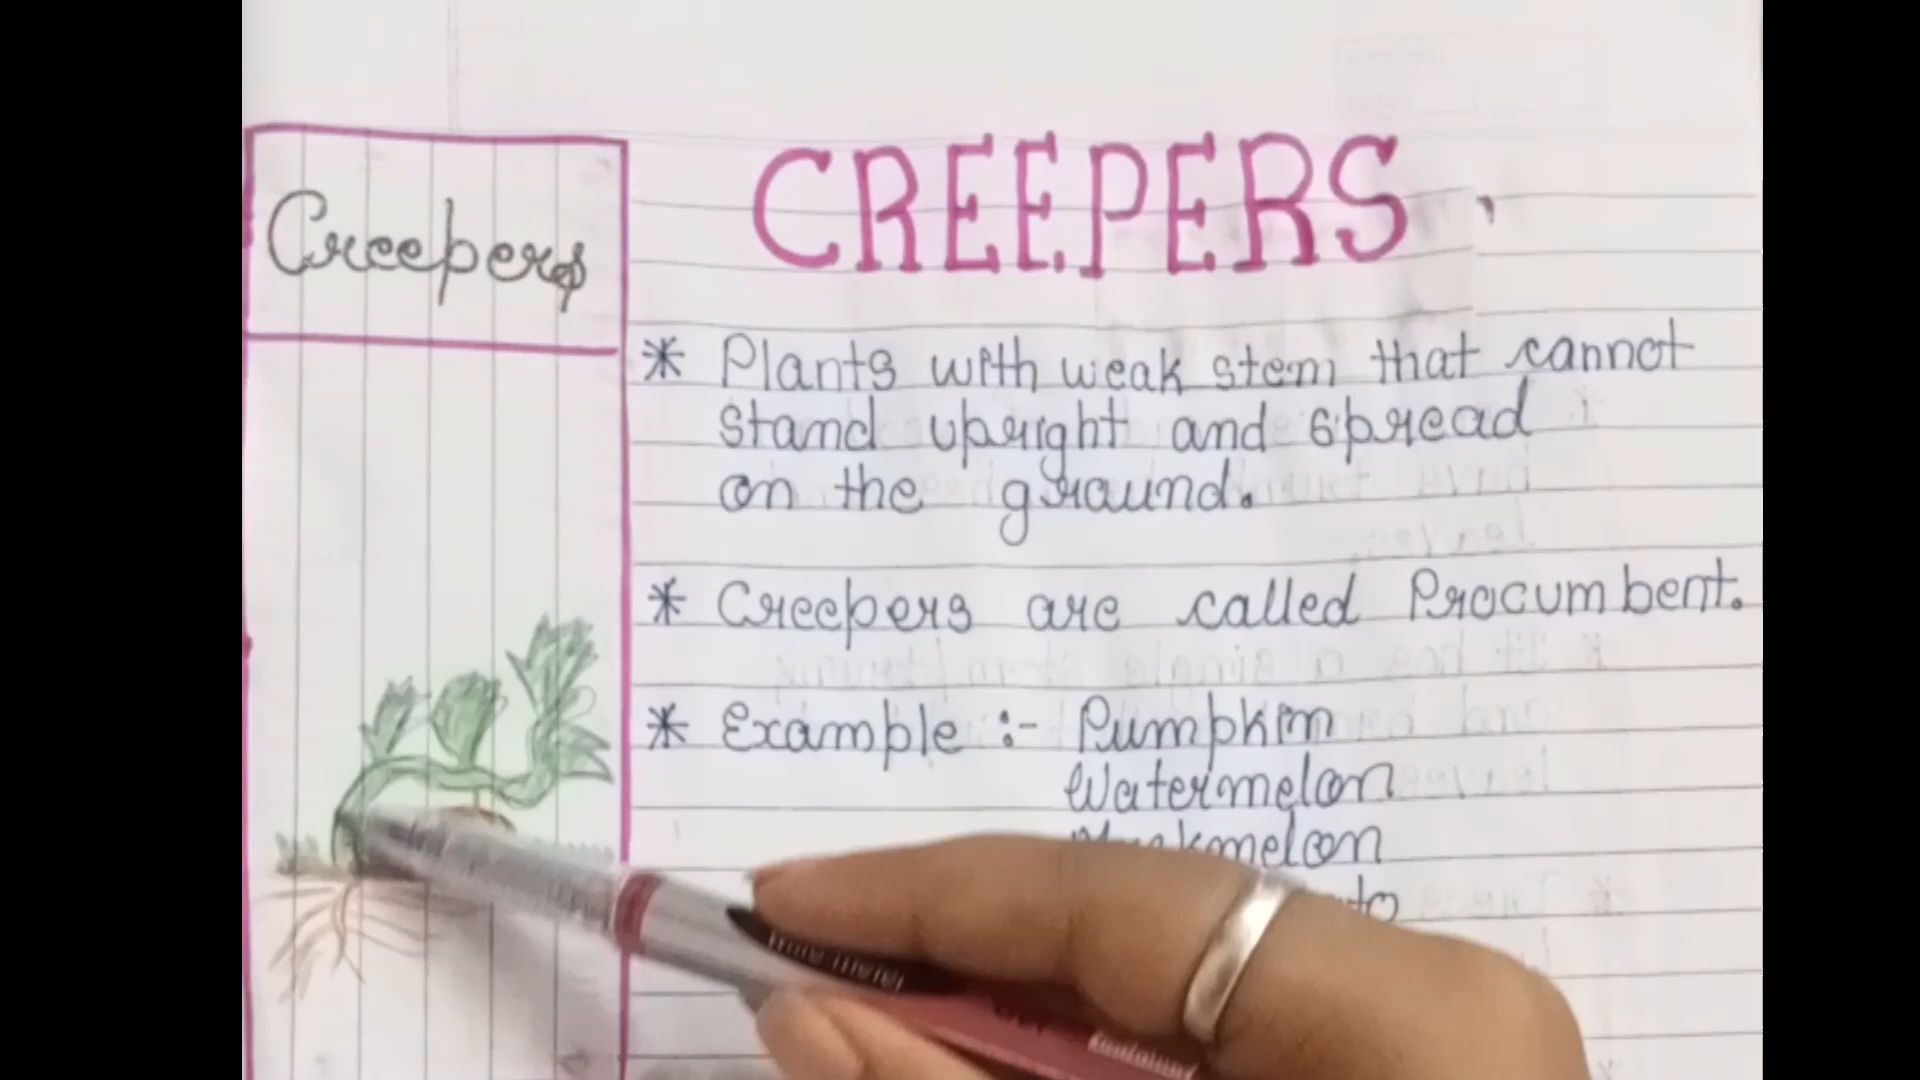 Creepers
CREEPERS
* Plants with weak stem that cannot
stand upright and spread
on the ground.
* Creepers are called Procumbent.
* Example :- Pumpkin
Watermelon